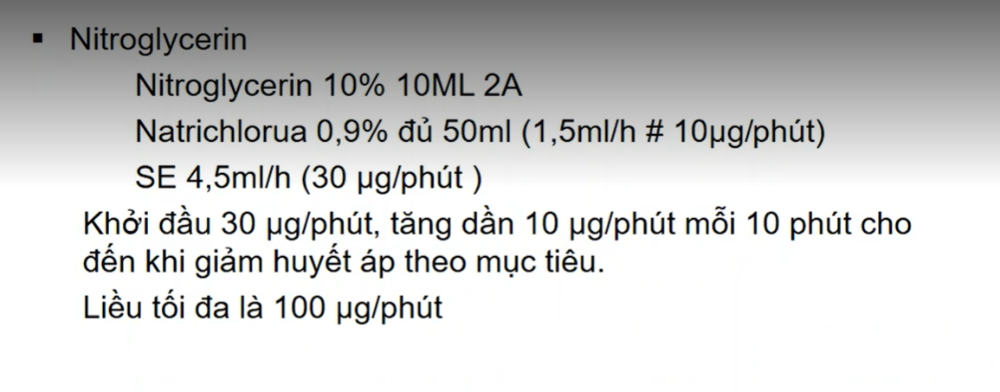 ▪ Nitroglycerin
Nitroglycerin 10% 10ML 2A
Natrichlorua 0,9% đủ 50ml (1,5ml/h # 10µg/phút)
SE 4,5ml/h (30 µg/phút )
Khởi đầu 30 µg/phút, tăng dần 10 µg/phút mỗi 10 phút cho
đến khi giảm huyết áp theo mục tiêu.
Liều tối đa là 100 µg/phút